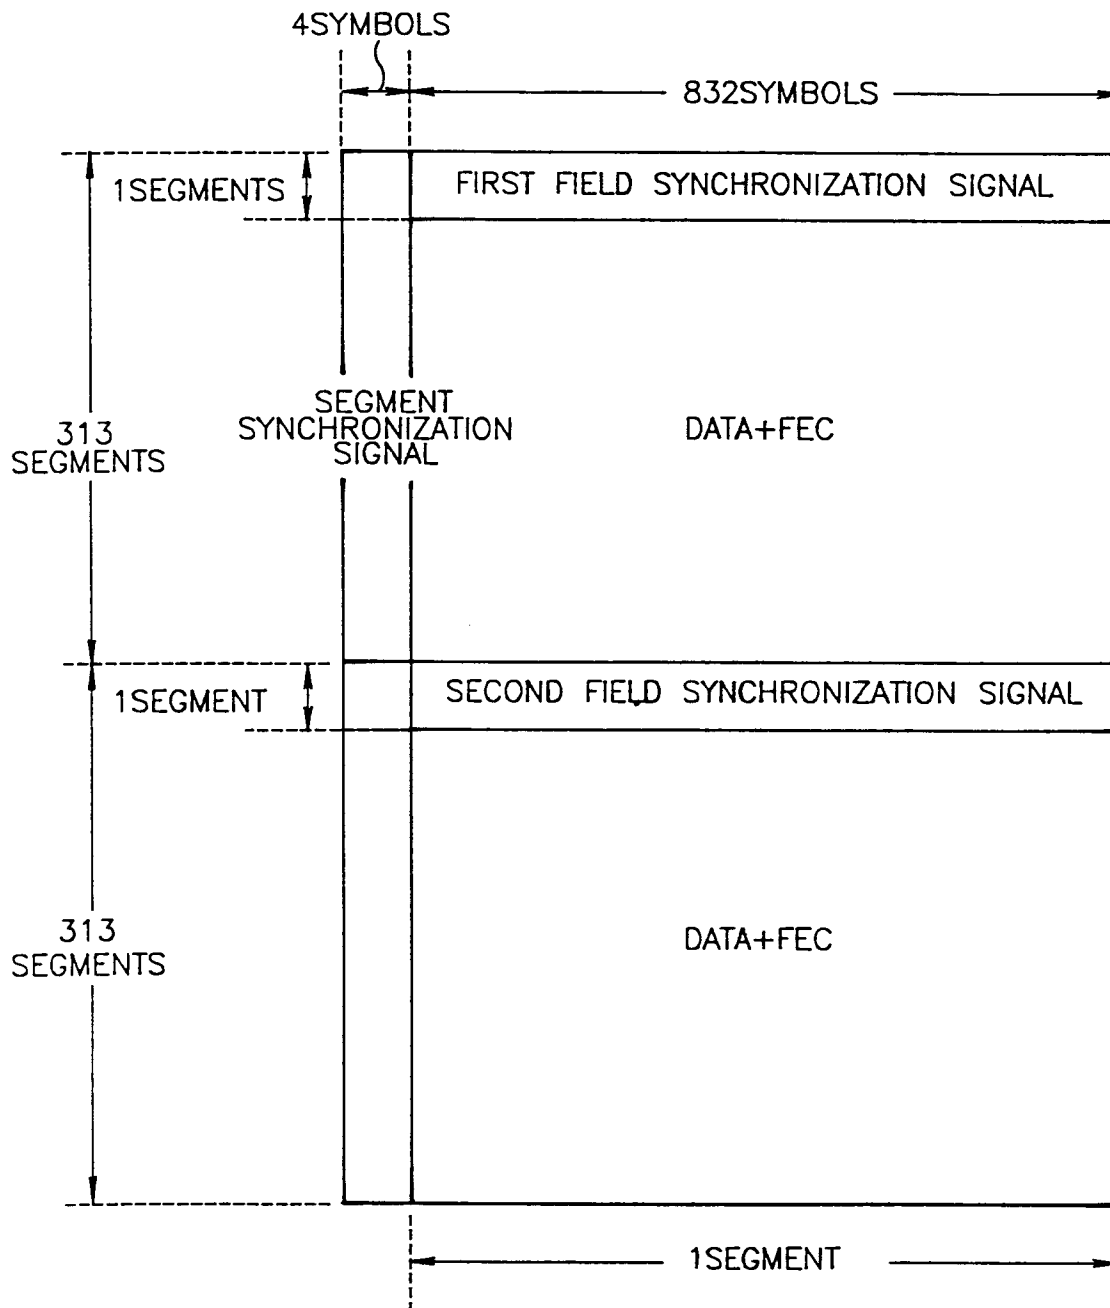 4SYMBOLS
832SYMBOLS
1SEGMENTS
FIRST FIELD SYNCHRONIZATION SIGNAL
313
SEGMENTS
SEGMENT
SYNCHRONIZATION
SIGNAL
DATA+FEC
1SEGMENT
SECOND FIELD SYNCHRONIZATION SIGNAL
313
SEGMENTS
DATA+FEC
1SEGMENT